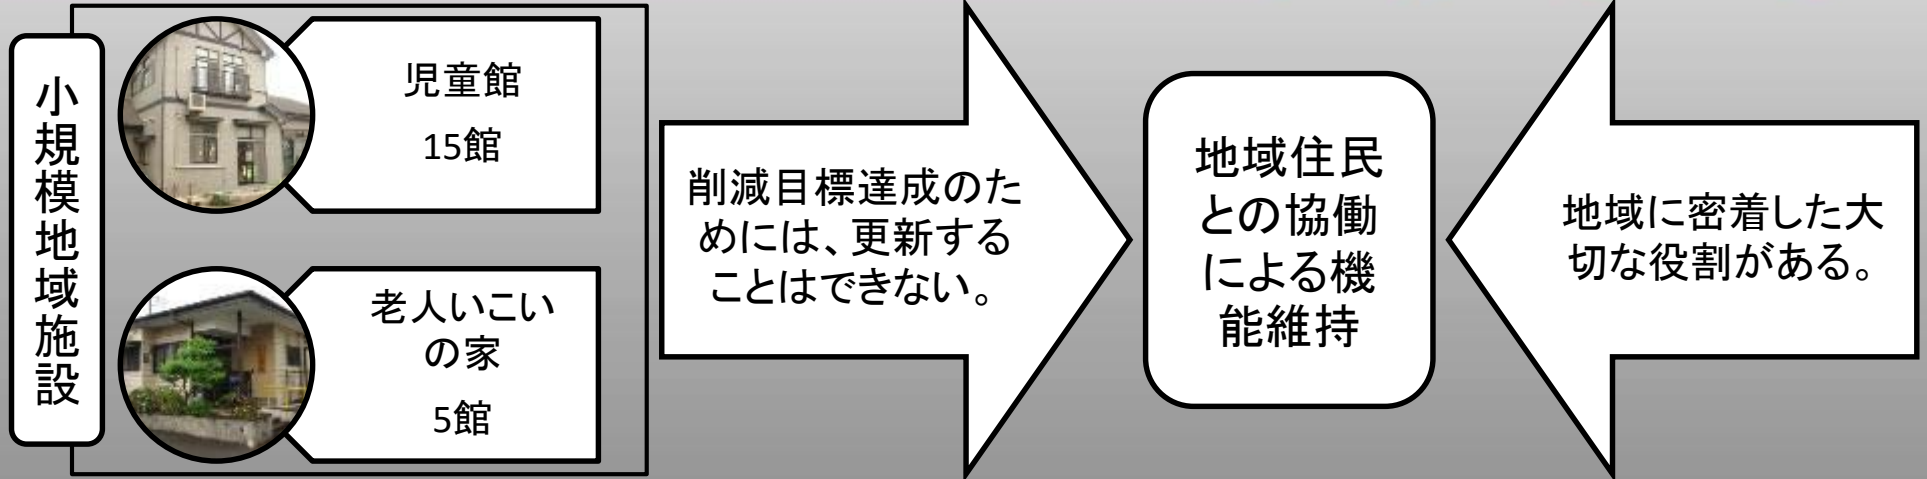 小規模地域施設
児童館
15館
老人いこい
の家
5館
削減目標達成のた
めには、更新する
ことはできない。
地域住民
との協働
による機
能維持
地域に密着した大
切な役割がある。